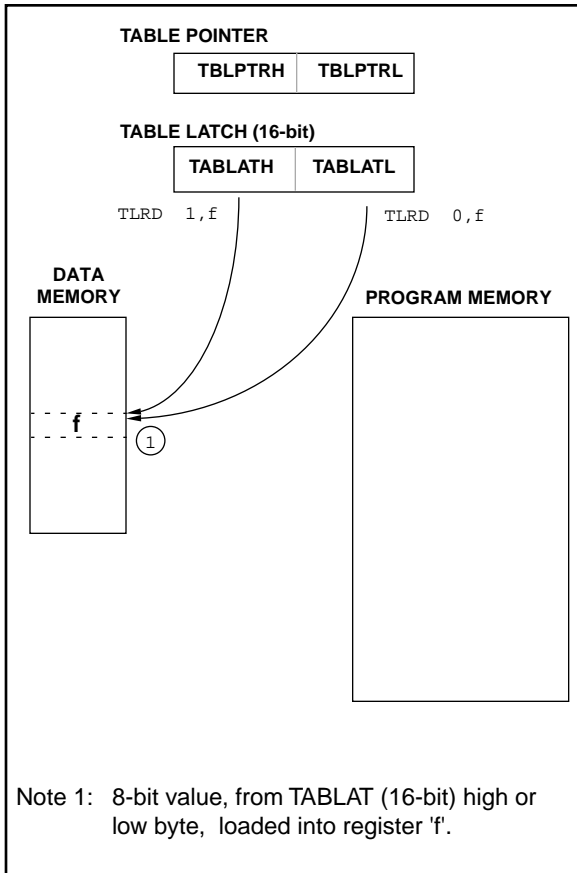 TABLE POINTER
TBLPTRH TBLPTRL
TABLE LATCH (16-bit)
TABLATH TABLATL
TLRD 1,f TLRD 0,f
DATA
MEMORY
PROGRAM MEMORY
f
1
Note 1: 8-bit value, from TABLAT (16-bit) high or
low byte, loaded into register 'f'.